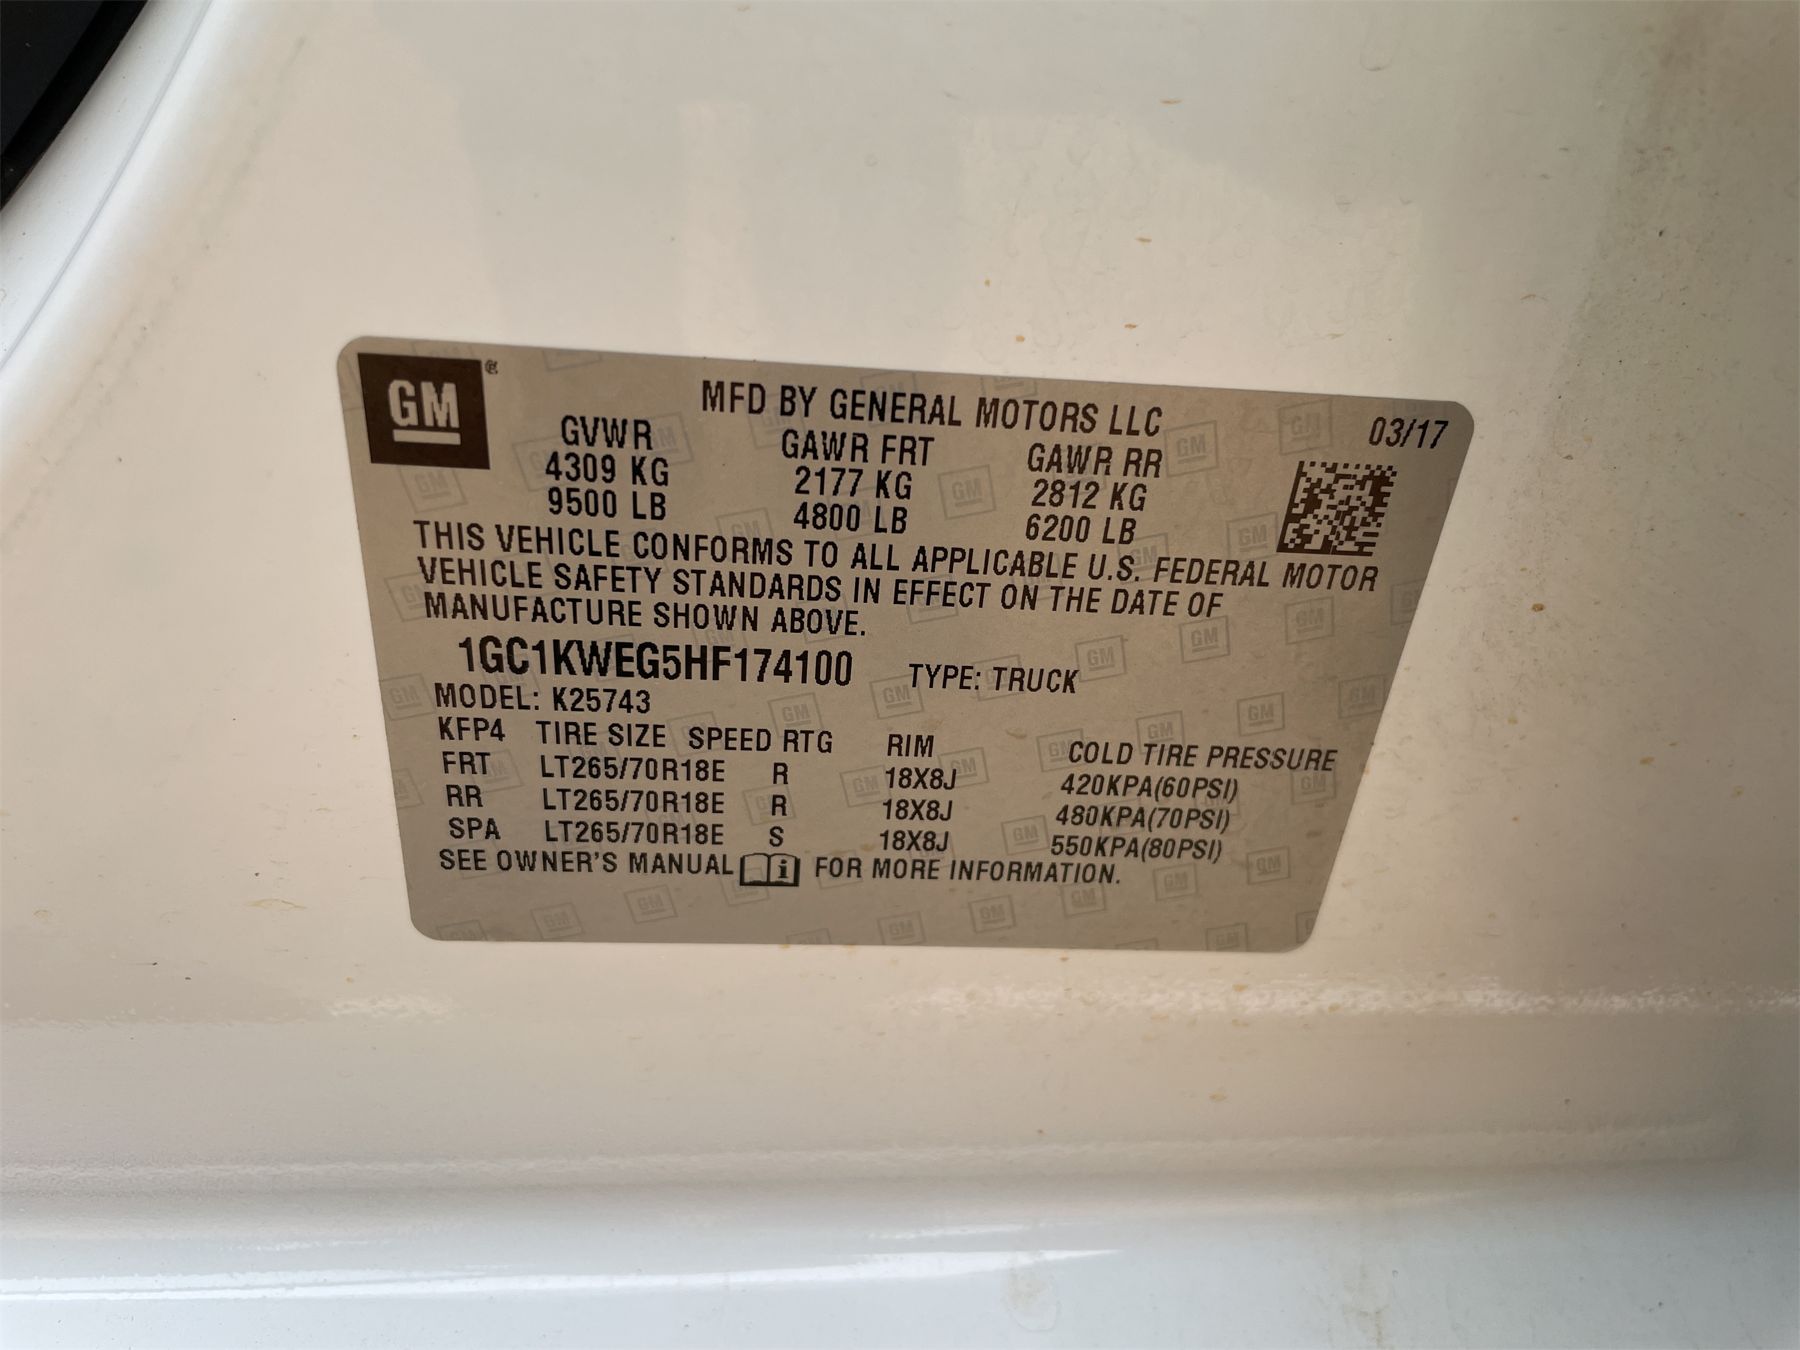 GM
MFD BY GENERAL MOTORS LLC 03/17
GVWR GAWR FRT GAWR RR
4309 KG 2177 KG 2812 KG
9500 LB 4800 LB 6200 LB
THIS VEHICLE CONFORMS TO ALL APPLICABLE U.S. FEDERAL MOTOR
VEHICLE SAFETY STANDARDS IN EFFECT ON THE DATE OF
MANUFACTURE SHOWN ABOVE.
1GC1KWEG5HF174100 TYPE: TRUCK
MODEL: K25743
KFP4 TIRE SIZE SPEED RTG RIM COLD TIRE PRESSURE
FRT LT265/70R18E R 18X8J 420KPA(60PSI)
RR LT265/70R18E R 18X8J 480KPA(70PSI)
SPA LT265/70R18E S 18X8J 550KPA(80PSI)
SEE OWNER'S MANUAL i FOR MORE INFORMATION.